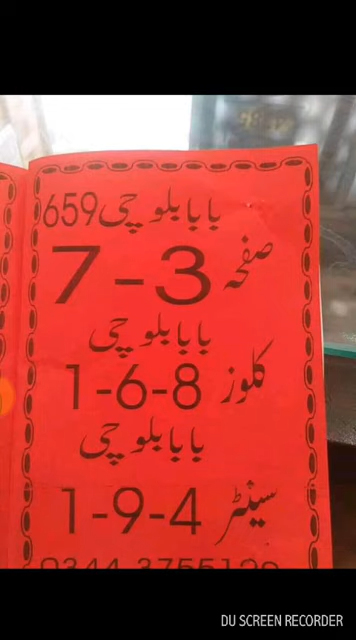 بابا بلوچی 659
صفحہ 3-7
بابا بلوچی
کلوز 8-6-1
بابا بلوچی
سینٹر 4-9-1
DU SCREEN RECORDER